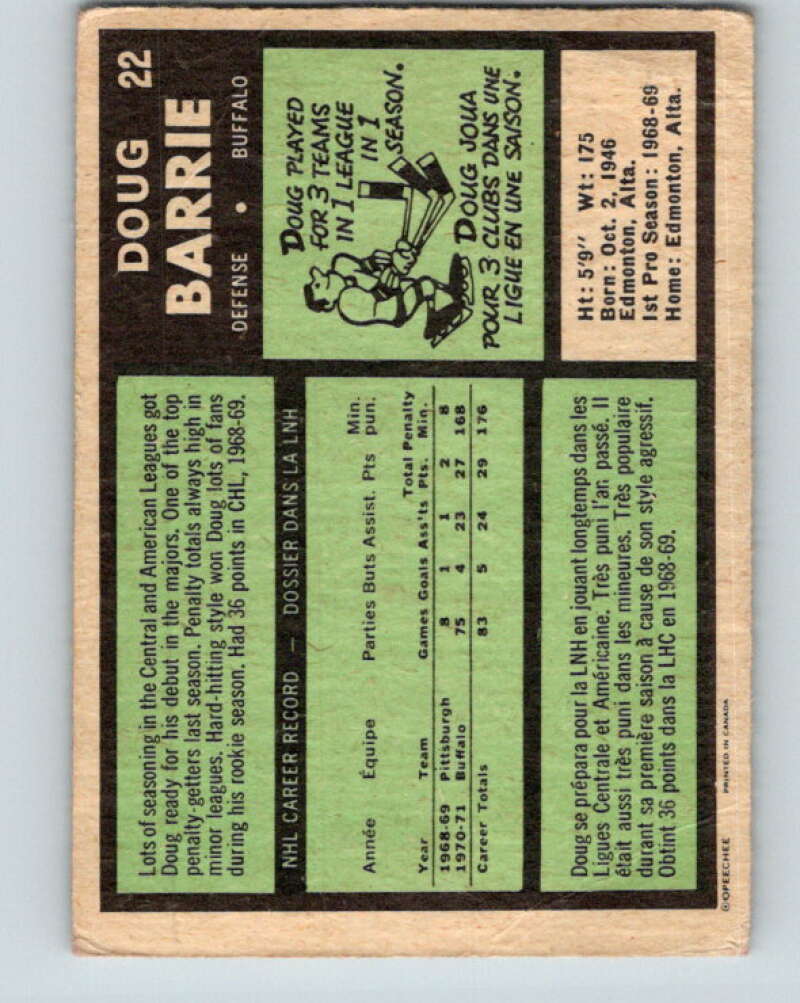 DOUG 22
BARRIE
DEFENSE • BUFFALO
Lots of seasoning in the Central and American Leagues got
Doug ready for his debut in the majors. One of the top
penalty-getters last season. Penalty totals always high in
minor leagues. Hard-hitting style won Doug lots of fans
during his rookie season. Had 36 points in CHL, 1968-69.
DOUG PLAYED
FOR 3 TEAMS
IN 1 LEAGUE
IN 1
SEASON.
DOUG JOUA
POUR 3 CLUBS DANS UNE
LIGUE EN UNE SAISON.
NHL CAREER RECORD — DOSSIER DANS LA LNH
Année Équipe Parties Buts Assist. Pts Min. pun.
Year Team Games Goals Ass'ts Total Pts. Penalty Min.
1968-69 Pittsburgh 8 1 1 2 8
1970-71 Buffalo 75 4 23 27 168
Career Totals 83 5 24 29 176
Ht: 5'9" Wt: 175
Born: Oct. 2, 1946
Edmonton, Alta.
1st Pro Season: 1968-69
Home: Edmonton, Alta.
Doug se prépara pour la LNH en jouant longtemps dans les
Ligues Centrale et Américaine. Très puni l'an passé. Il
était aussi très puni dans les mineures. Très populaire
durant sa première saison à cause de son style agressif.
Obtint 36 points dans la LHC en 1968-69.
©OPEECHEE PRINTED IN CANADA